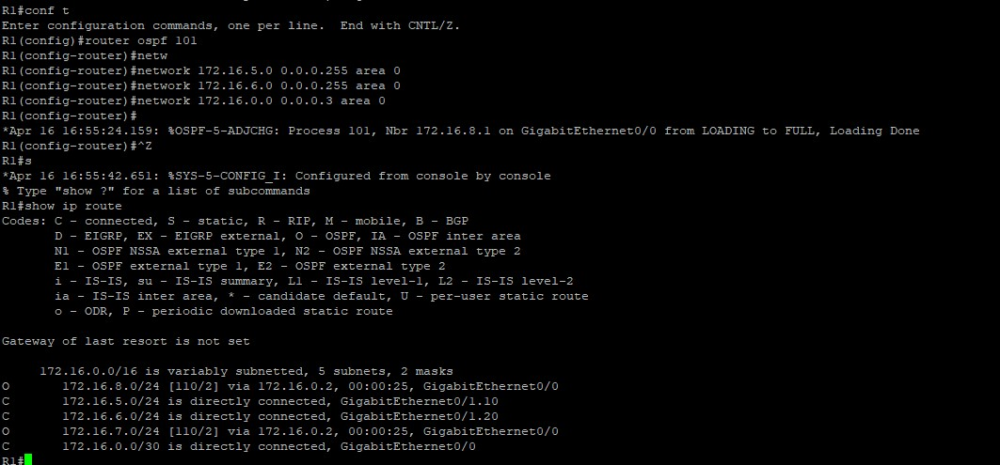 R1#conf t
Enter configuration commands, one per line.  End with CNTL/Z.
R1(config)#router ospf 101
R1(config-router)#netw
R1(config-router)#network 172.16.5.0 0.0.0.255 area 0
R1(config-router)#network 172.16.6.0 0.0.0.255 area 0
R1(config-router)#network 172.16.0.0 0.0.0.3 area 0
R1(config-router)#
*Apr 16 16:55:24.159: %OSPF-5-ADJCHG: Process 101, Nbr 172.16.8.1 on GigabitEthernet0/0 from LOADING to FULL, Loading Done
R1(config-router)#^Z
R1#s
*Apr 16 16:55:42.651: %SYS-5-CONFIG_I: Configured from console by console
% Type "show ?" for a list of subcommands
R1#show ip route
Codes: C - connected, S - static, R - RIP, M - mobile, B - BGP
       D - EIGRP, EX - EIGRP external, O - OSPF, IA - OSPF inter area
       N1 - OSPF NSSA external type 1, N2 - OSPF NSSA external type 2
       E1 - OSPF external type 1, E2 - OSPF external type 2
       i - IS-IS, su - IS-IS summary, L1 - IS-IS level-1, L2 - IS-IS level-2
       ia - IS-IS inter area, * - candidate default, U - per-user static route
       o - ODR, P - periodic downloaded static route

Gateway of last resort is not set

     172.16.0.0/16 is variably subnetted, 5 subnets, 2 masks
O       172.16.8.0/24 [110/2] via 172.16.0.2, 00:00:25, GigabitEthernet0/0
C       172.16.5.0/24 is directly connected, GigabitEthernet0/1.10
C       172.16.6.0/24 is directly connected, GigabitEthernet0/1.20
O       172.16.7.0/24 [110/2] via 172.16.0.2, 00:00:25, GigabitEthernet0/0
C       172.16.0.0/30 is directly connected, GigabitEthernet0/0
R1#